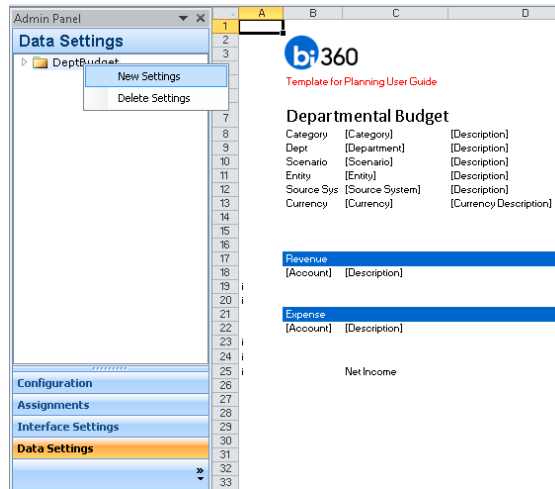 Admin Panel
Data Settings
DeptBudget
New Settings
Delete Settings
Configuration
Assignments
Interface Settings
Data Settings
A B C D
1
2
3 bi360
Template for Planning User Guide
7 Departmental Budget
8 Category [Category] [Description]
9 Dept [Department] [Description]
10 Scenario [Scenario] [Description]
11 Entity [Entity] [Description]
12 Source Sys [Source System] [Description]
13 Currency [Currency] [Currency Description]
14
15
16
17 Revenue
18 [Account] [Description]
19 i
20 i
21 Expense
22 [Account] [Description]
23 i
24 i
25 i Net Income
26
27
28
29
30
31
32
33